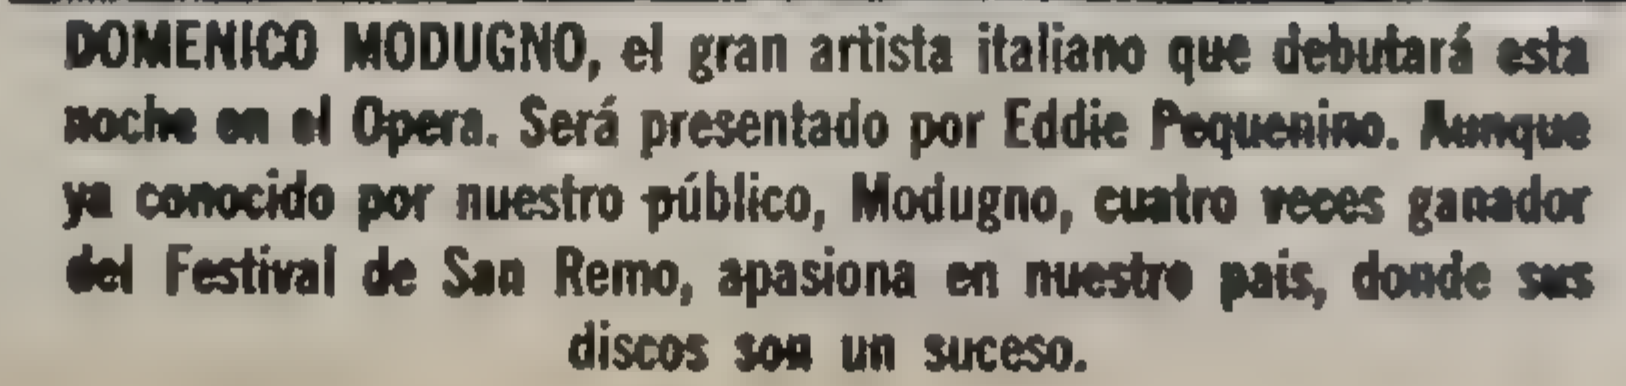 DOMENICO MODUGNO, el gran artista italiano que debutará esta
noche en el Opera. Será presentado por Eddie Pequenino. Aunque
ya conocido por nuestro público, Modugno, cuatro veces ganador
del Festival de San Remo, apasiona en nuestro país, donde sus
discos son un suceso.